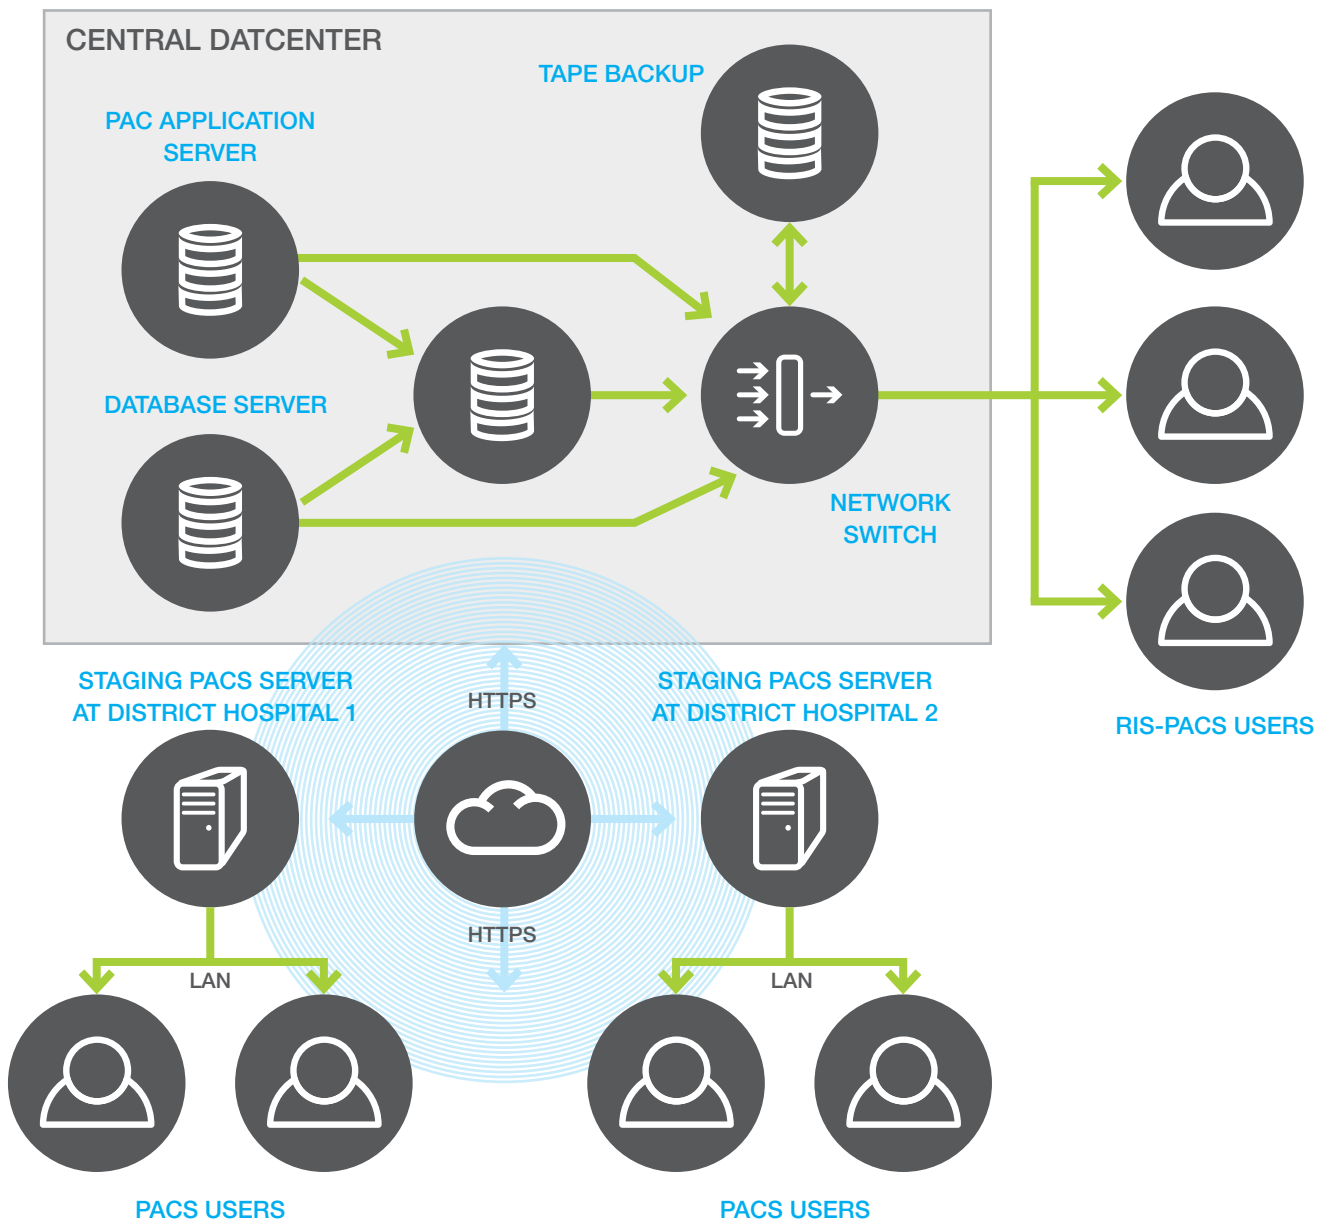 CENTRAL DATCENTER
TAPE BACKUP
PAC APPLICATION
SERVER
DATABASE SERVER
NETWORK
SWITCH
STAGING PACS SERVER
AT DISTRICT HOSPITAL 1
HTTPS
STAGING PACS SERVER
AT DISTRICT HOSPITAL 2
RIS-PACS USERS
HTTPS
LAN
LAN
PACS USERS
PACS USERS